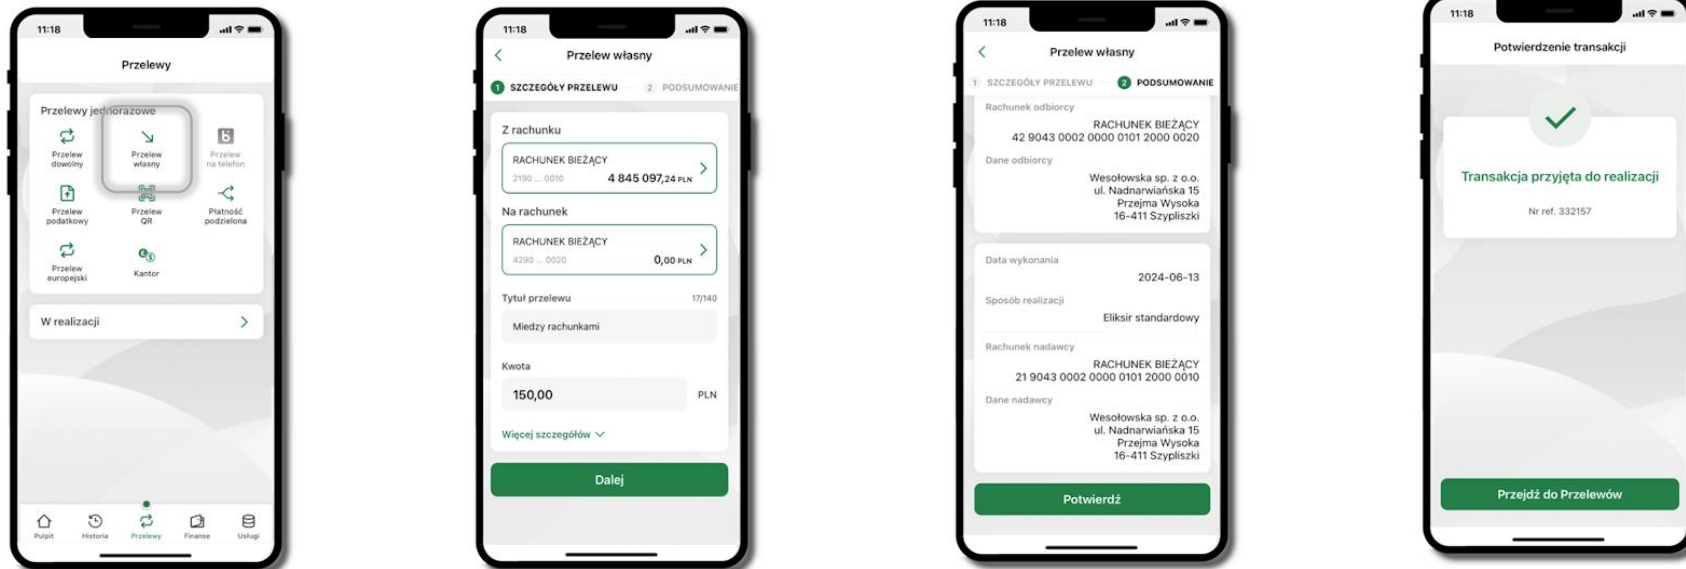 11:18
Przelewy
Przelewy jednorazowe
Przelew dowolny
Przelew własny
Przelew na telefon
Przelew podatkowy
Przelew QR
Płatność podzielona
Przelew europejski
Kantor
W realizacji
Pulpit
Historia
Przelewy
Finanse
Usługi
11:18
Przelew własny
1 SZCZEGÓŁY PRZELEWU 2 PODSUMOWANIE
Z rachunku
RACHUNEK BIEŻĄCY
2190 ... 0010 4 845 097,24 PLN
Na rachunek
RACHUNEK BIEŻĄCY
4290 ... 0020 0,00 PLN
Tytuł przelewu 17/140
Miedzy rachunkami
Kwota
150,00 PLN
Więcej szczegółów
Dalej
11:18
Przelew własny
1 SZCZEGÓŁY PRZELEWU 2 PODSUMOWANIE
Rachunek odbiorcy
RACHUNEK BIEŻĄCY
42 9043 0002 0000 0101 2000 0020
Dane odbiorcy
Wesołowska sp. z o.o.
ul. Nadnarwiańska 15
Przejma Wysoka
16-411 Szypliszki
Data wykonania
2024-06-13
Sposób realizacji
Eliksir standardowy
Rachunek nadawcy
RACHUNEK BIEŻĄCY
21 9043 0002 0000 0101 2000 0010
Dane nadawcy
Wesołowska sp. z o.o.
ul. Nadnarwiańska 15
Przejma Wysoka
16-411 Szypliszki
Potwierdź
11:18
Potwierdzenie transakcji
Transakcja przyjęta do realizacji
Nr ref. 332157
Przejdź do Przelewów